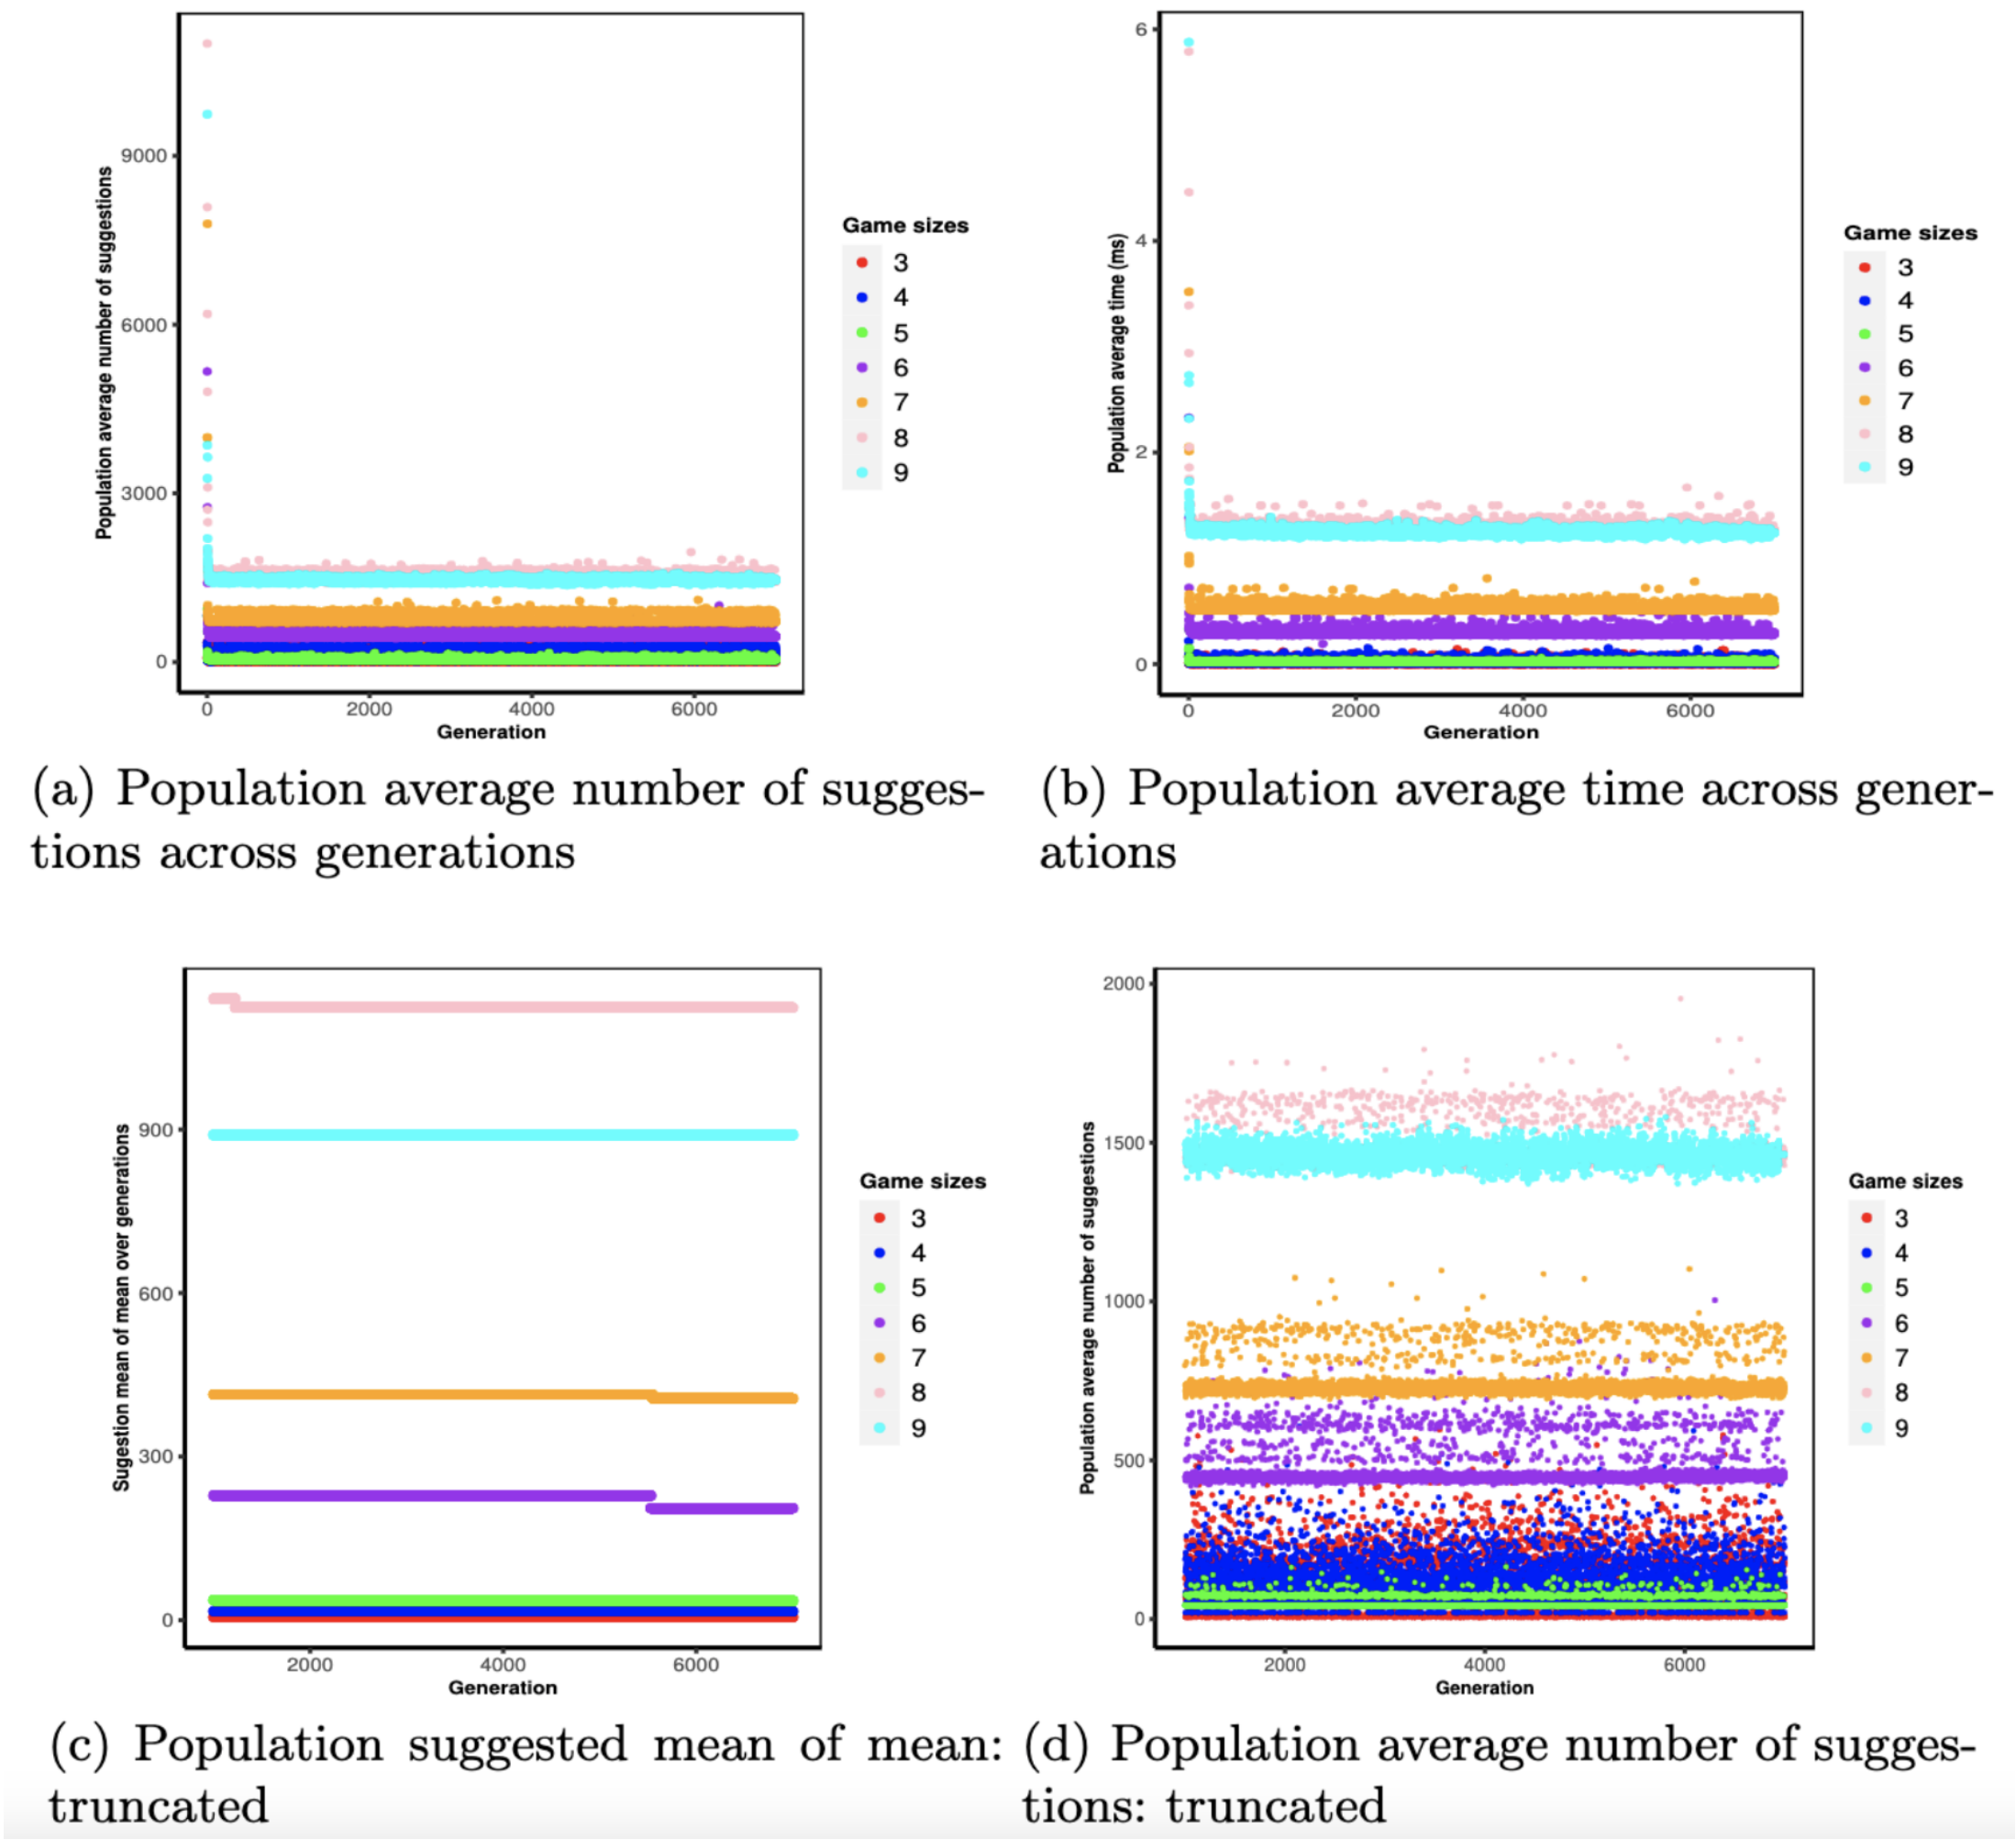 Population average number of suggestions
9000
6000
3000
0
0 2000 4000 6000
Generation
Game sizes
3
4
5
6
7
8
9
(a) Population average number of sugges-
tions across generations
Population average time (ms)
6
4
2
0
0 2000 4000 6000
Generation
Game sizes
3
4
5
6
7
8
9
(b) Population average time across gener-
ations
Sugestion mean of mean over generations
900
600
300
0
2000 4000 6000
Generation
Game sizes
3
4
5
6
7
8
9
(c) Population suggested mean of mean:
truncated
Population average number of suggestions
2000
1500
1000
500
0
2000 4000 6000
Generation
Game sizes
3
4
5
6
7
8
9
(d) Population average number of sugges-
tions: truncated